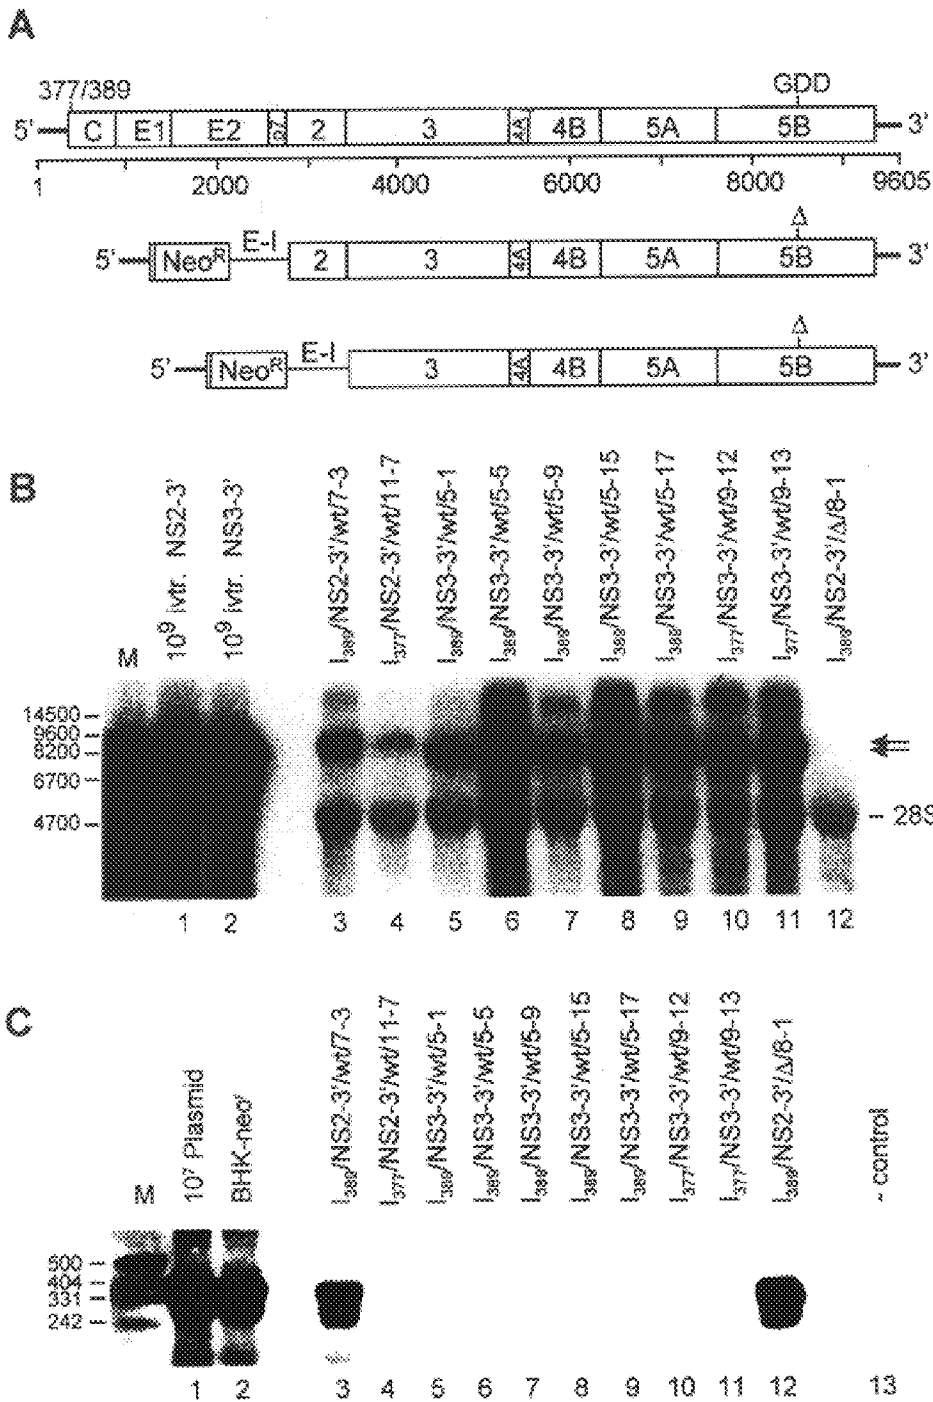 A
377/389 GDD
5' C E1 E2 p7 2 3 4A 4B 5A 5B 3'
1 2000 4000 6000 8000 9605
Δ
5' Neoᴿ E-I 2 3 4A 4B 5A 5B 3'
Δ
5' Neoᴿ E-I 3 4A 4B 5A 5B 3'
B
M
10⁹ ivtr. NS2-3'
10⁹ ivtr. NS3-3'
I₃₈₉/NS2-3'/wt/7-3
I₃₇₇/NS2-3'/wt/11-7
I₃₈₉/NS3-3'/wt/5-1
I₃₈₉/NS3-3'/wt/5-5
I₃₈₉/NS3-3'/wt/5-9
I₃₈₉/NS3-3'/wt/5-15
I₃₈₉/NS3-3'/wt/5-17
I₃₇₇/NS3-3'/wt/9-12
I₃₇₇/NS3-3'/wt/9-13
I₃₈₉/NS2-3'/Δ/8-1
14500
9600
8200
6700
4700
28S
1 2 3 4 5 6 7 8 9 10 11 12
C
M
10⁷ Plasmid
BHK-neoʳ
I₃₈₉/NS2-3'/wt/7-3
I₃₇₇/NS2-3'/wt/11-7
I₃₈₉/NS3-3'/wt/5-1
I₃₈₉/NS3-3'/wt/5-5
I₃₈₉/NS3-3'/wt/5-9
I₃₈₉/NS3-3'/wt/5-15
I₃₈₉/NS3-3'/wt/5-17
I₃₇₇/NS3-3'/wt/9-12
I₃₇₇/NS3-3'/wt/9-13
I₃₈₉/NS2-3'/Δ/8-1
- control
500
404
331
242
1 2 3 4 5 6 7 8 9 10 11 12 13